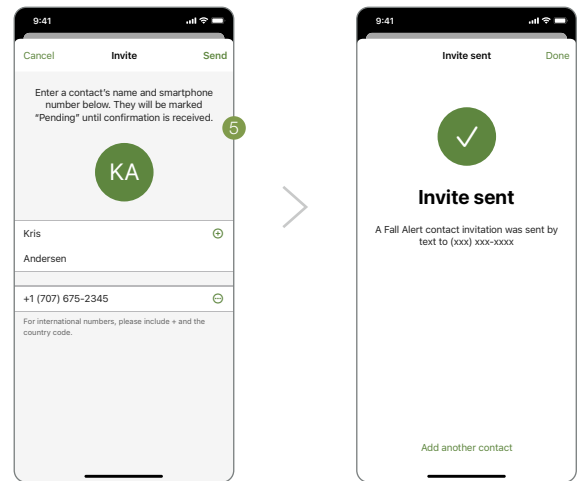 9:41
Cancel Invite Send
Enter a contact's name and smartphone
number below. They will be marked
“Pending” until confirmation is received.
5
KA
Kris
Andersen
+1 (707) 675-2345
For international numbers, please include + and the
country code.
9:41
Invite sent Done
Invite sent
A Fall Alert contact invitation was sent by
text to (xxx) xxx-xxxx
Add another contact